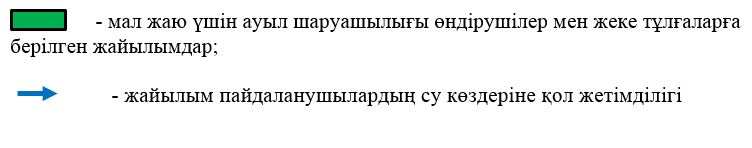 - мал жаю үшін ауыл шаруашылығы өндірушілер мен жеке тұлғаларға
берілген жайылымдар;
- жайылым пайдаланушылардың су көздеріне қол жетімділігі